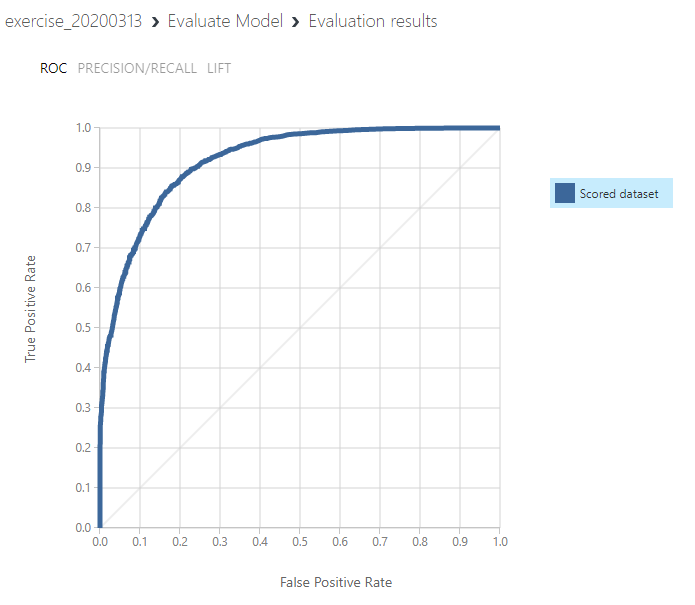 exercise_20200313 › Evaluate Model › Evaluation results
ROC PRECISION/RECALL LIFT
1.0
0.9
0.8
0.7
0.6
0.5
0.4
0.3
0.2
0.1
0.0
True Positive Rate
0.0 0.1 0.2 0.3 0.4 0.5 0.6 0.7 0.8 0.9 1.0
False Positive Rate
Scored dataset